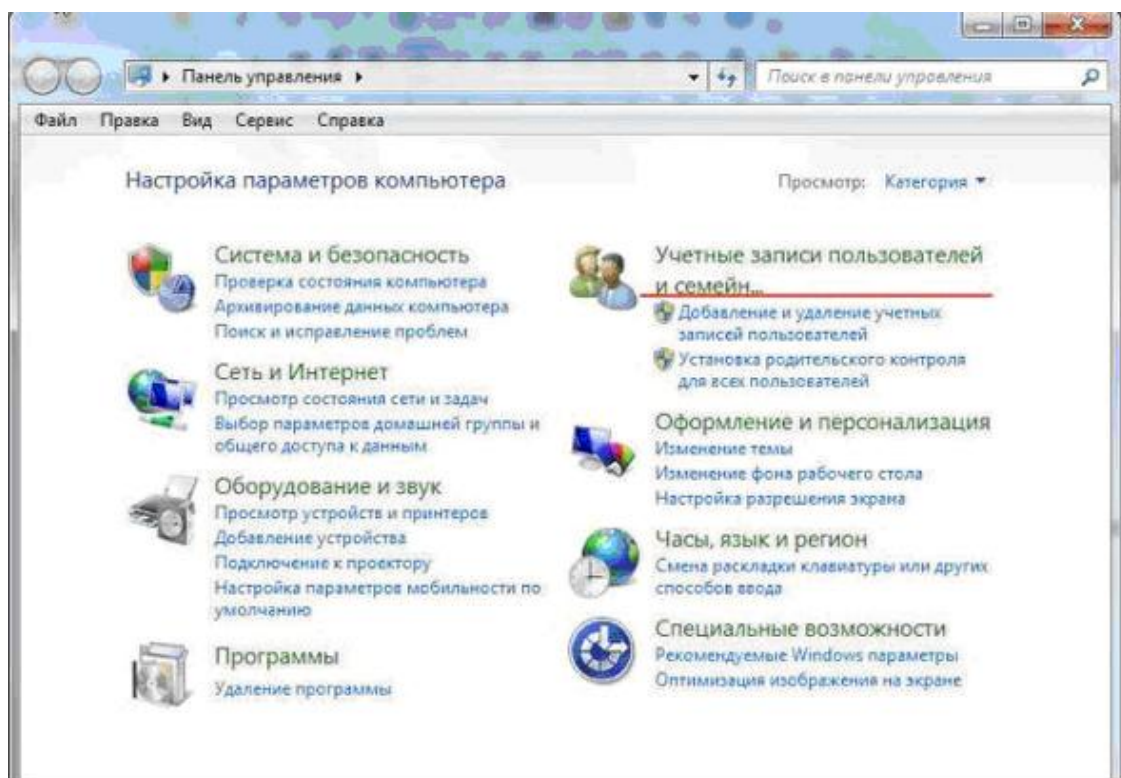 Панель управления
Поиск в панели управления
Файл Правка Вид Сервис Справка
Настройка параметров компьютера
Просмотр: Категория
Система и безопасность
Проверка состояния компьютера
Архивирование данных компьютера
Поиск и исправление проблем
Сеть и Интернет
Просмотр состояния сети и задач
Выбор параметров домашней группы и
общего доступа к данным
Оборудование и звук
Просмотр устройств и принтеров
Добавление устройства
Подключение к проектору
Настройка параметров мобильности по
умолчанию
Программы
Удаление программы
Учетные записи пользователей
и семейн...
Добавление и удаление учетных
записей пользователей
Установка родительского контроля
для всех пользователей
Оформление и персонализация
Изменение темы
Изменение фона рабочего стола
Настройка разрешения экрана
Часы, язык и регион
Смена раскладки клавиатуры или других
способов ввода
Специальные возможности
Рекомендуемые Windows параметры
Оптимизация изображения на экране